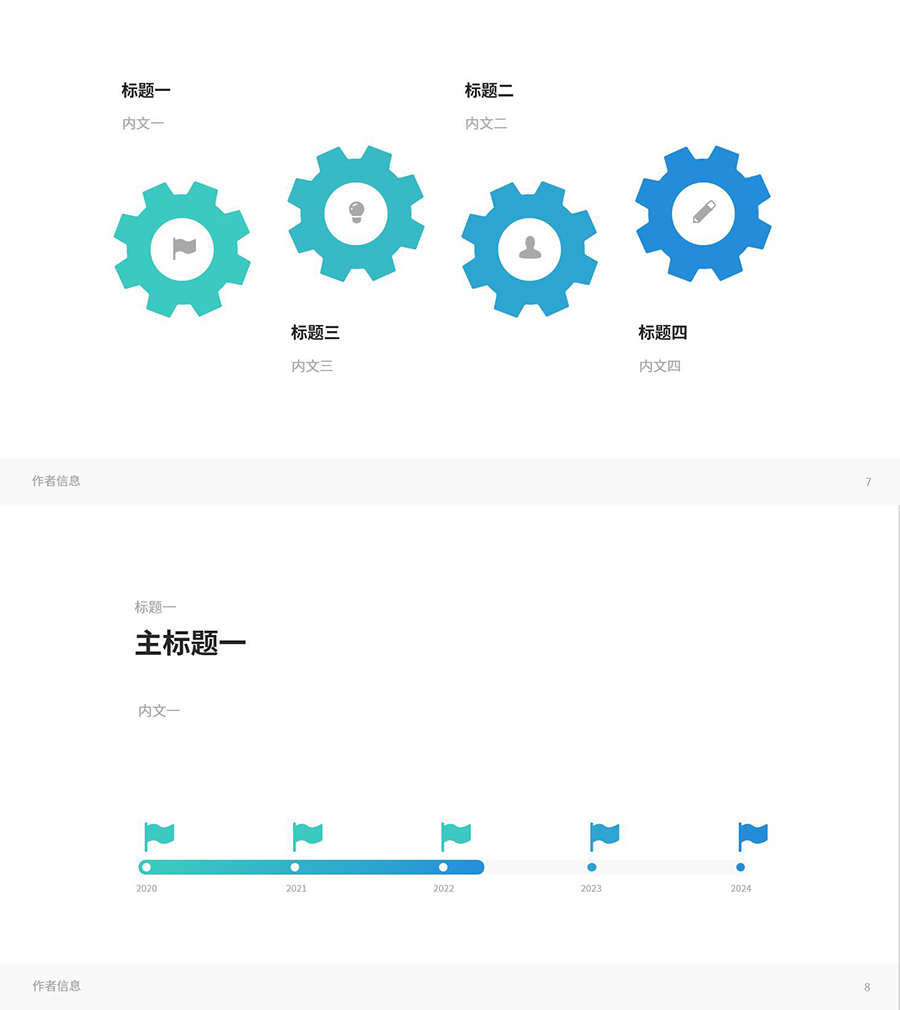 标题一
内文一
标题二
内文二
标题三
内文三
标题四
内文四
作者信息
7
标题一
主标题一
内文一
2020
2021
2022
2023
2024
作者信息
8